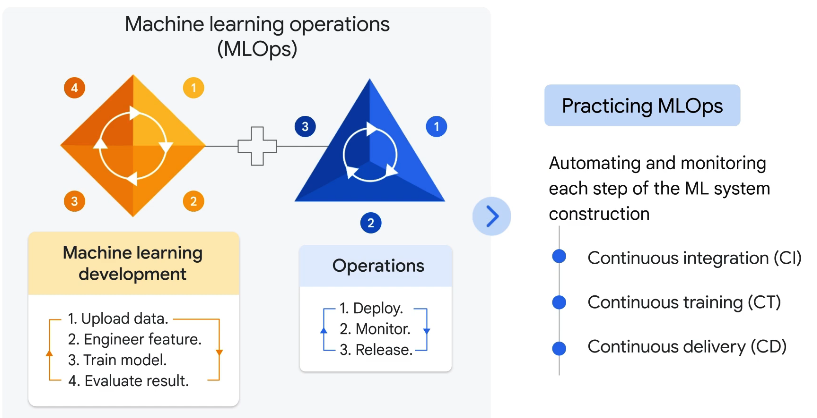 Machine learning operations
(MLOps)
4
1
3
2
3
1
2
Machine learning
development
1. Upload data.
2. Engineer feature.
3. Train model.
4. Evaluate result.
Operations
1. Deploy.
2. Monitor.
3. Release.
Practicing MLOps
Automating and monitoring
each step of the ML system
construction
Continuous integration (CI)
Continuous training (CT)
Continuous delivery (CD)